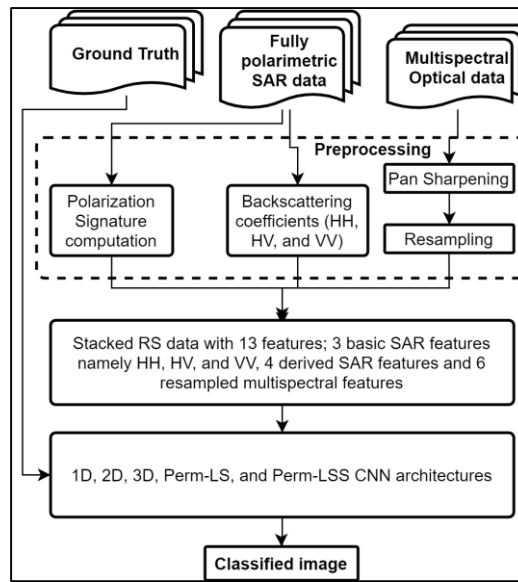 Ground Truth
Fully
polarimetric
SAR data
Multispectral
Optical data
Preprocessing
Polarization
Signature
computation
Backscattering
coefficients (HH,
HV, and VV)
Pan Sharpening
Resampling
Stacked RS data with 13 features; 3 basic SAR features
namely HH, HV, and VV, 4 derived SAR features and 6
resampled multispectral features
1D, 2D, 3D, Perm-LS, and Perm-LSS CNN architectures
Classified image